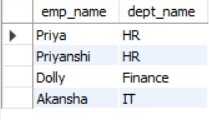 emp_name dept_name
Priya HR
Priyanshi HR
Dolly Finance
Akansha IT